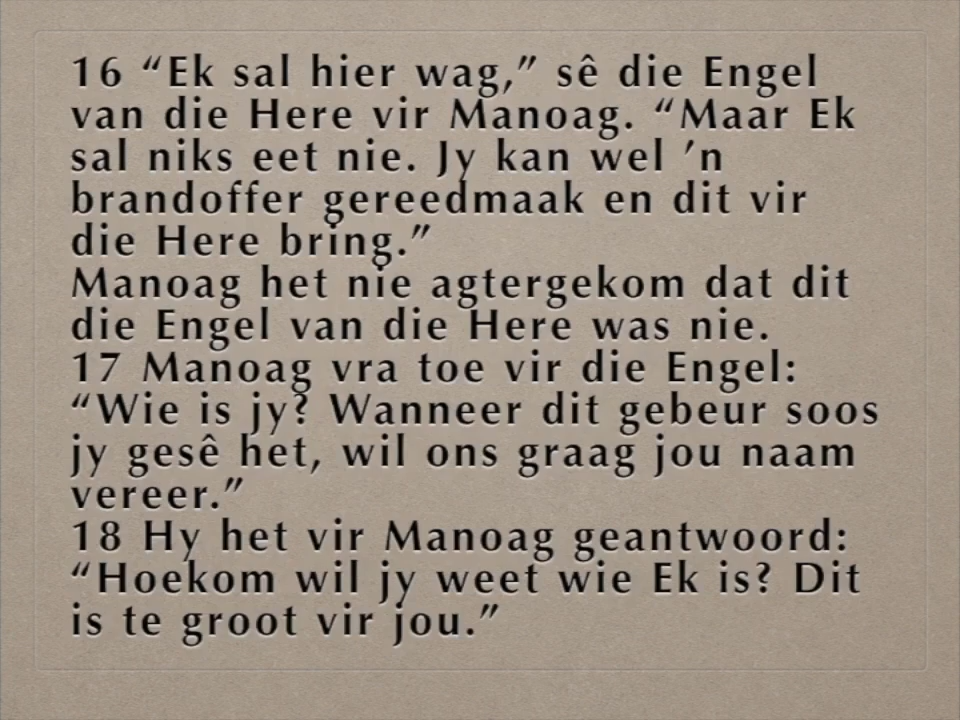 16 “Ek sal hier wag,” sê die Engel
van die Here vir Manoag. “Maar Ek
sal niks eet nie. Jy kan wel ’n
brandoffer gereedmaak en dit vir
die Here bring.”
Manoag het nie agtergekom dat dit
die Engel van die Here was nie.
17 Manoag vra toe vir die Engel:
“Wie is jy? Wanneer dit gebeur soos
jy gesê het, wil ons graag jou naam
vereer.”
18 Hy het vir Manoag geantwoord:
“Hoekom wil jy weet wie Ek is? Dit
is te groot vir jou.”